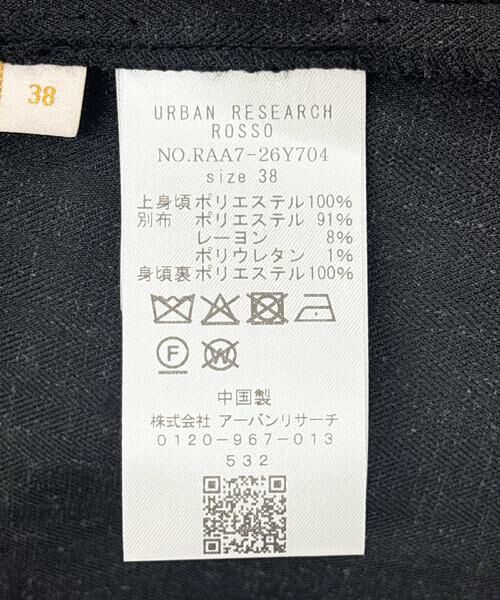 38
URBAN RESEARCH
ROSSO
NO.RAA7-26Y704
size 38
上身頃ポリエステル100%
別布 ポリエステル 91%
レーヨン 8%
ポリウレタン 1%
身頃裏ポリエステル100%
F
W
中国製
株式会社 アーバンリサーチ
0120-967-013
532